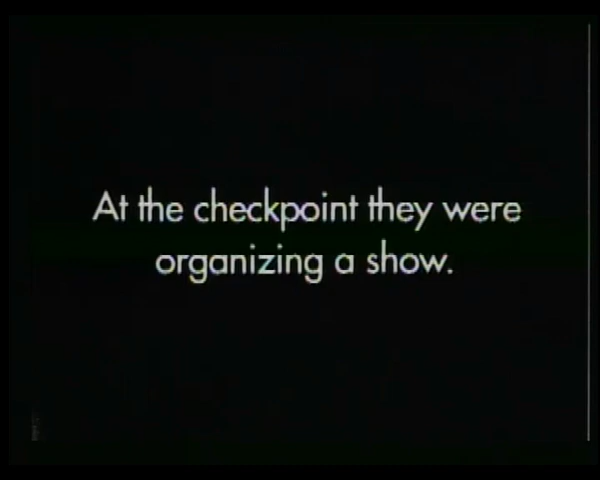 At the checkpoint they were
organizing a show.